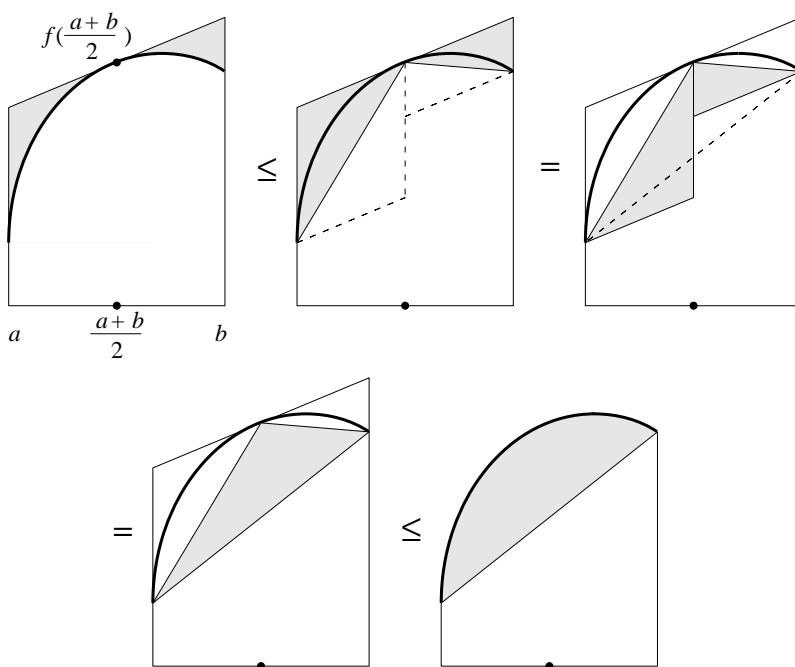 f(a+b/2)
≤
=
a
a+b/2
b
=
≤